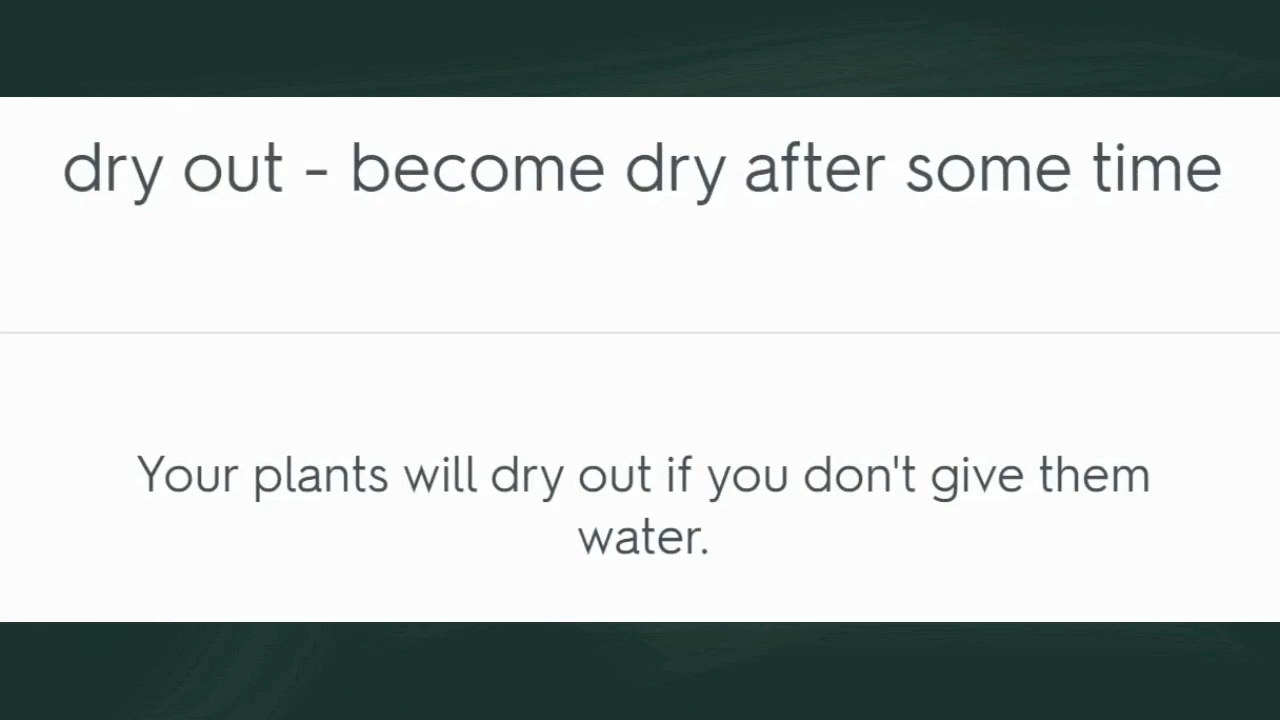 dry out - become dry after some time
Your plants will dry out if you don't give them
water.